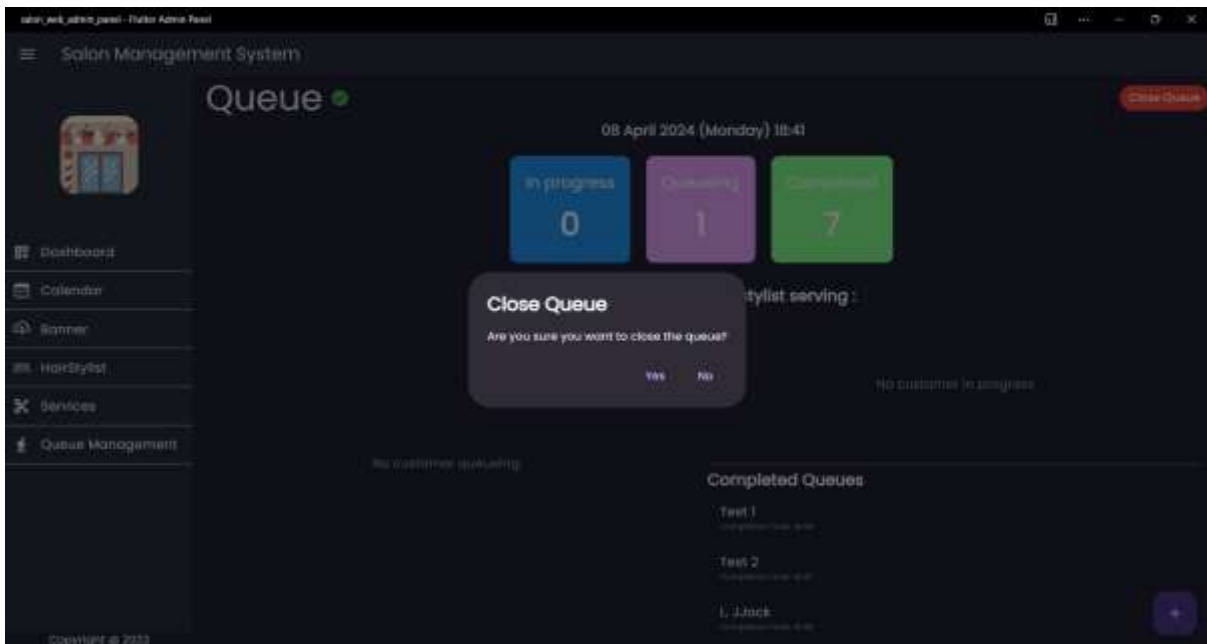 salon_web_admin_panel - Flutter Admin Panel
Salon Management System
Queue
Close Queue
08 April 2024 (Monday) 18:41
In progress
0
Queueing
1
Completed
7
Dashboard
Calendar
Banner
HairStylist
Services
Queue Management
Close Queue
Are you sure you want to close the queue?
Yes No
tylist serving :
No customer in progress
No customer queueing
Completed Queues
Test 1
Test 2
+
Copyright @ 2023